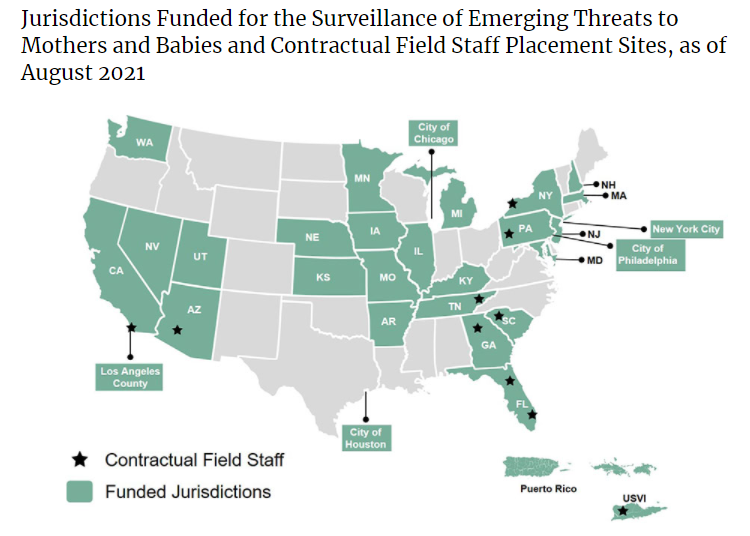 Jurisdictions Funded for the Surveillance of Emerging Threats to
Mothers and Babies and Contractual Field Staff Placement Sites, as of
August 2021
City of
Chicago
WA
MN
NH
MA
NY
MI
New York City
PA
NJ
City of
Philadelphia
MD
NV
UT
NE
IA
IL
CA
KS
MO
KY
AZ
TN
AR
SC
GA
Los Angeles
County
FL
City of
Houston
Contractual Field Staff
Funded Jurisdictions
Puerto Rico
USVI